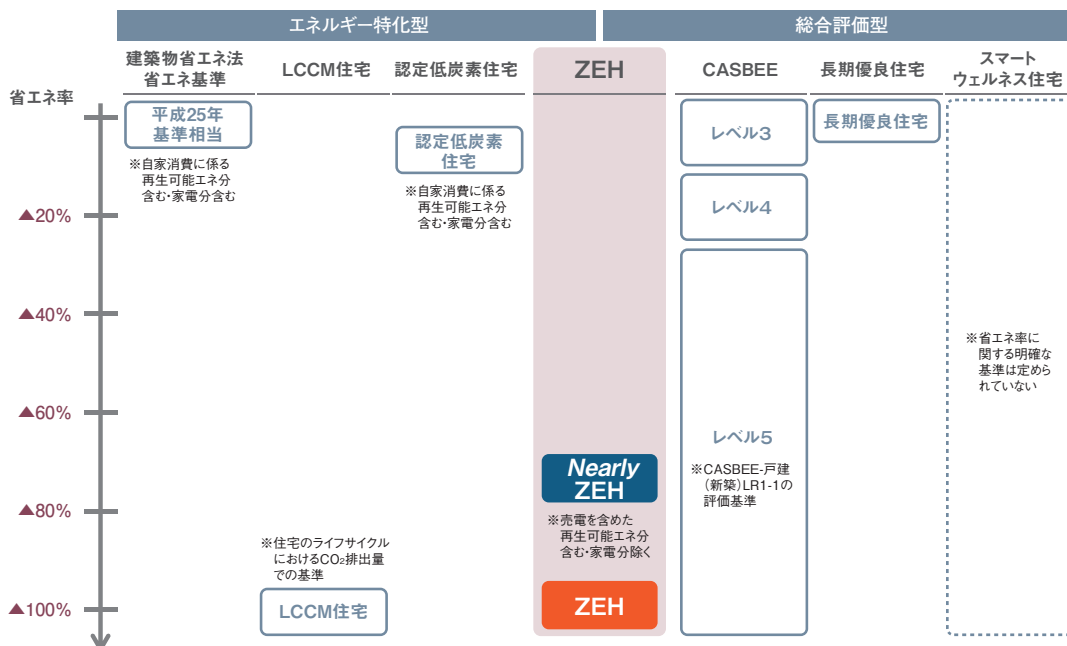 エネルギー特化型
総合評価型
建築物省エネ法
省エネ基準
LCCM住宅
認定低炭素住宅
ZEH
CASBEE
長期優良住宅
スマート
ウェルネス住宅
省エネ率
▲20%
▲40%
▲60%
▲80%
▲100%
平成25年
基準相当
※自家消費に係る
再生可能エネ分
含む・家電分含む
※住宅のライフサイクル
におけるCO₂排出量
での基準
LCCM住宅
認定低炭素
住宅
※自家消費に係る
再生可能エネ分
含む・家電分含む
Nearly
ZEH
※売電を含めた
再生可能エネ分
含む・家電分除く
ZEH
レベル3
レベル4
レベル5
※CASBEE-戸建
（新築）LR1-1の
評価基準
長期優良住宅
※省エネ率に
関する明確な
基準は定めら
れていない